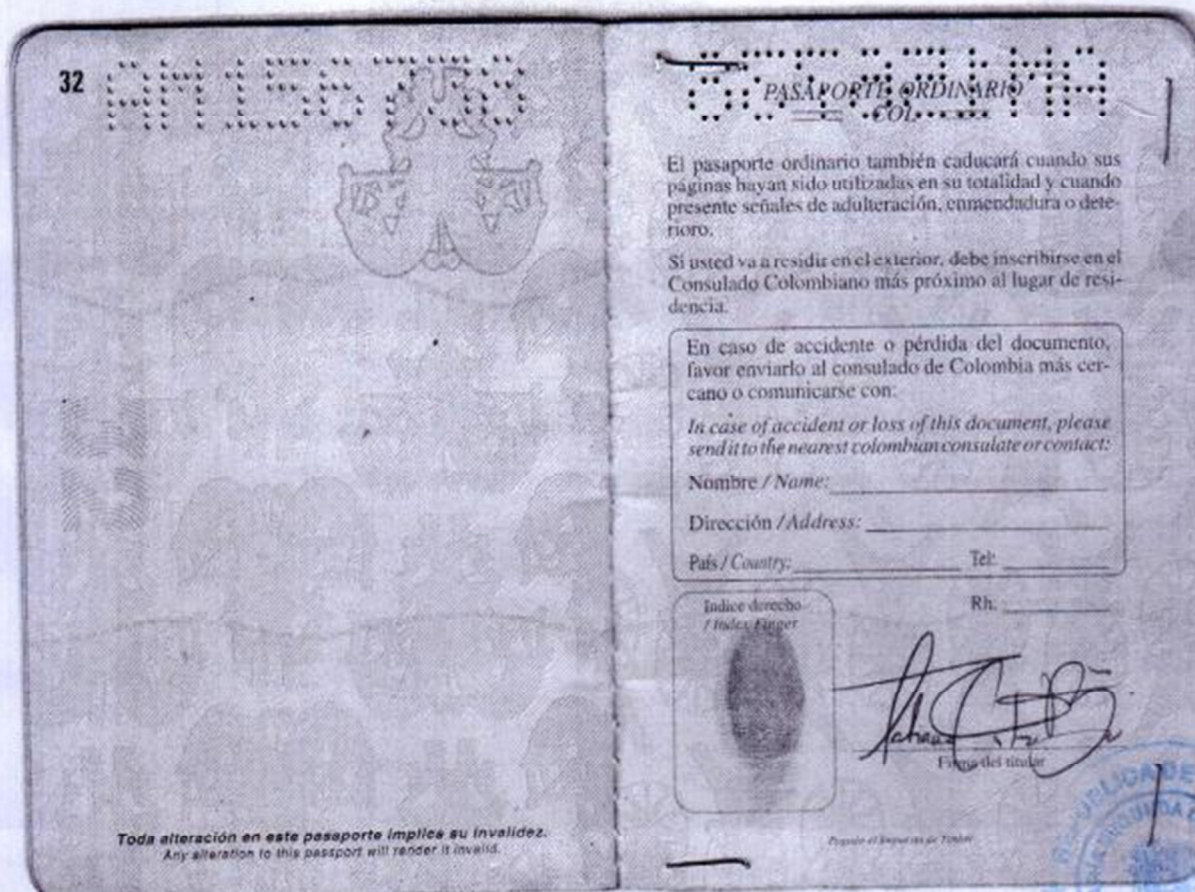 32
PASAPORTE ORDINARIO
COL
El pasaporte ordinario también caducará cuando sus
páginas hayan sido utilizadas en su totalidad y cuando
presente señales de adulteración, enmendadura o dete-
rioro.
Si usted va a residir en el exterior, debe inscribirse en el
Consulado Colombiano más próximo al lugar de resi-
dencia.
En caso de accidente o pérdida del documento,
favor enviarlo al consulado de Colombia más cer-
cano o comunicarse con:
In case of accident or loss of this document, please
send it to the nearest colombian consulate or contact:
Nombre / Name:
Dirección / Address:
País / Country: Tel:
Indice derecho Rh:
/ Index Finger
Firma del titular
32
Toda alteración en este pasaporte implica su invalidez.
Any alteration to this passport will render it invalid.
REPUBLICA DE